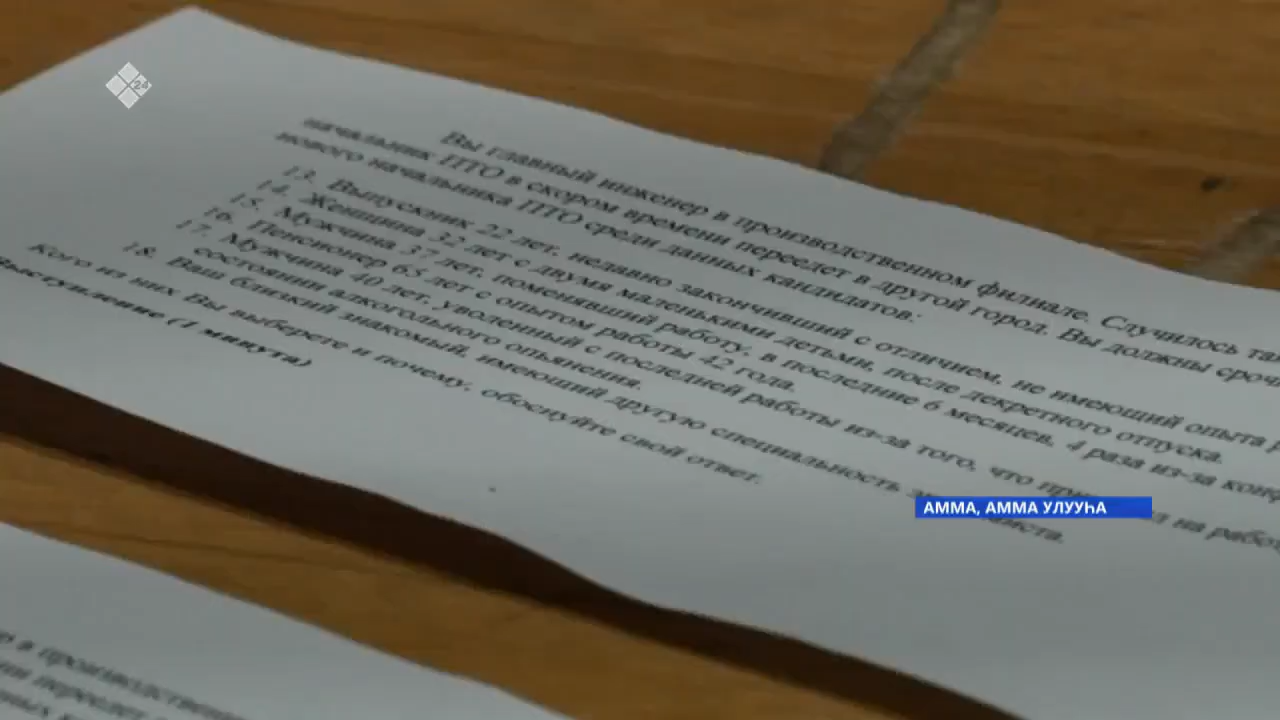 24
Вы главный инженер в производственном филиале. Случилось
начальник ПТО в скором времени переедет в другой город. Вы должны
нового начальника ПТО среди данных кандидатов:
13. Выпускник 22 лет, недавно закончивший с отличием, не имеющий опыта
14. Женщина 32 лет с двумя маленькими детьми, после декретного отпуска.
15. Мужчина 37 лет, поменявший работу, в последние 6 месяцев, 4 раза из-за
16. Пенсионер 65 лет с опытом работы 42 года.
17. Мужчина 40 лет, уволенный с последней работы из-за того, что на
состоянии алкогольного опьянения.
18. Ваш близкий знакомый, имеющий другую специальность
Кого из них Вы выберете и почему, обоснуйте свой ответ.
Выступление (1 минута)
АММА, АММА УЛУУҺА
в
переедет